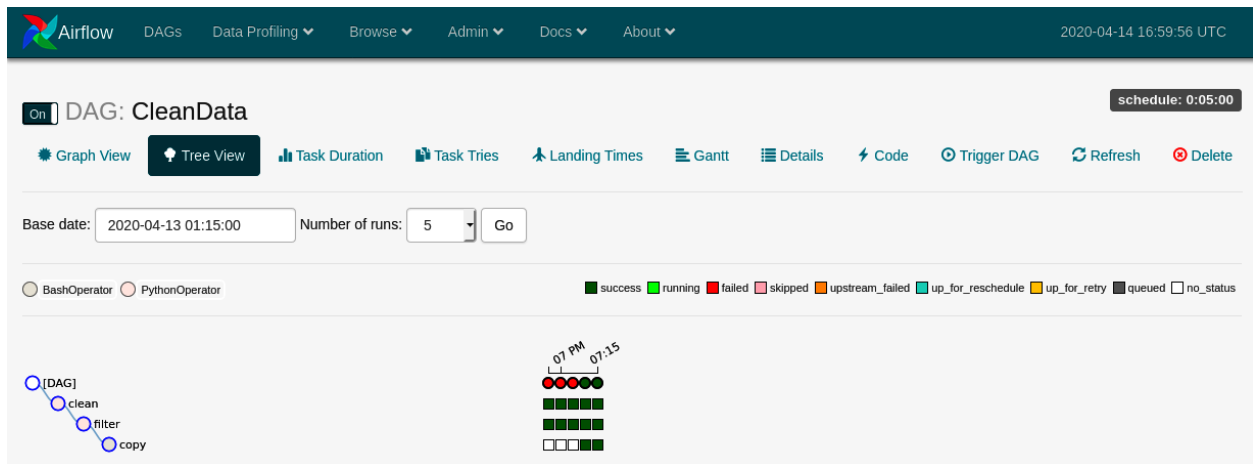 Airflow DAGs Data Profiling Browse Admin Docs About 2020-04-14 16:59:56 UTC
schedule: 0:05:00
On DAG: CleanData
Graph View Tree View Task Duration Task Tries Landing Times Gantt Details Code Trigger DAG Refresh Delete
Base date: 2020-04-13 01:15:00 Number of runs: 5 Go
BashOperator PythonOperator success running failed skipped upstream_failed up_for_reschedule up_for_retry queued no_status
07 PM 07:15
[DAG]
clean
filter
copy